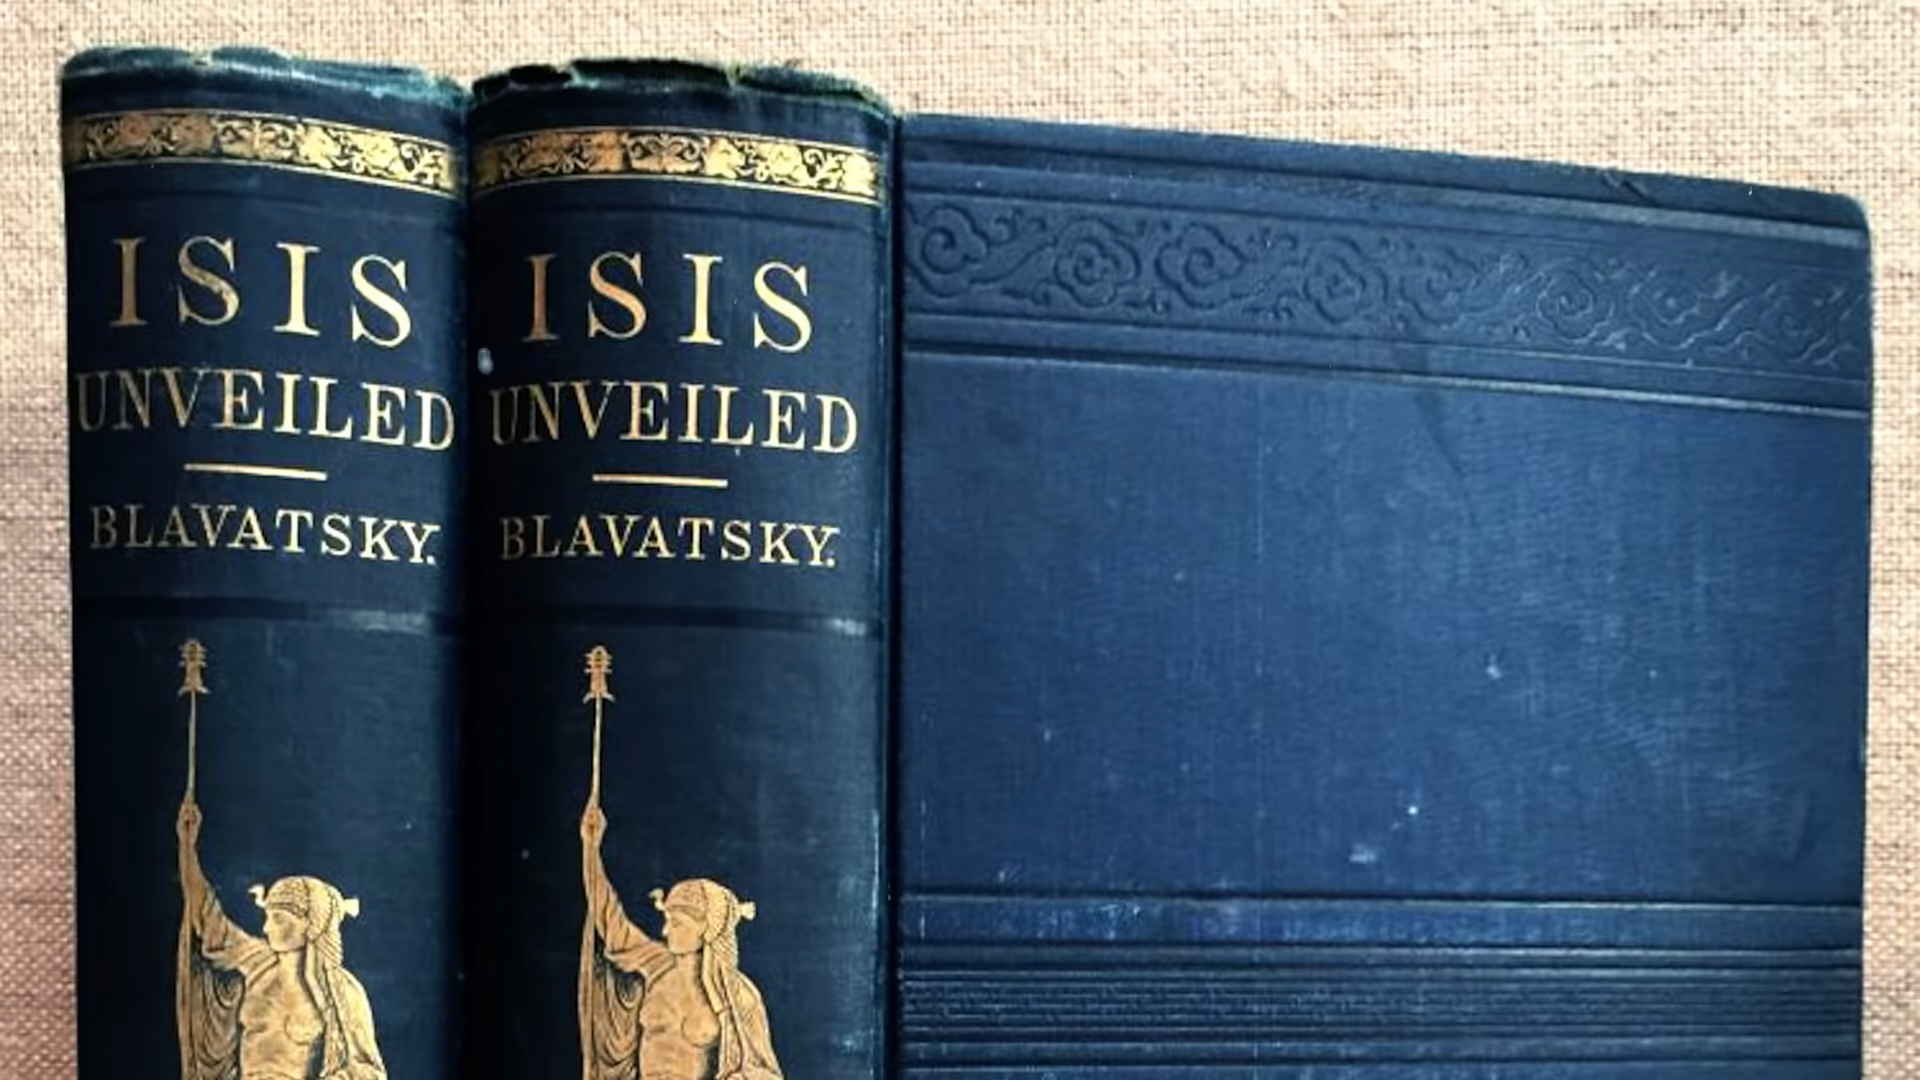 ISIS
UNVEILED
BLAVATSKY.
ISIS
UNVEILED
BLAVATSKY.